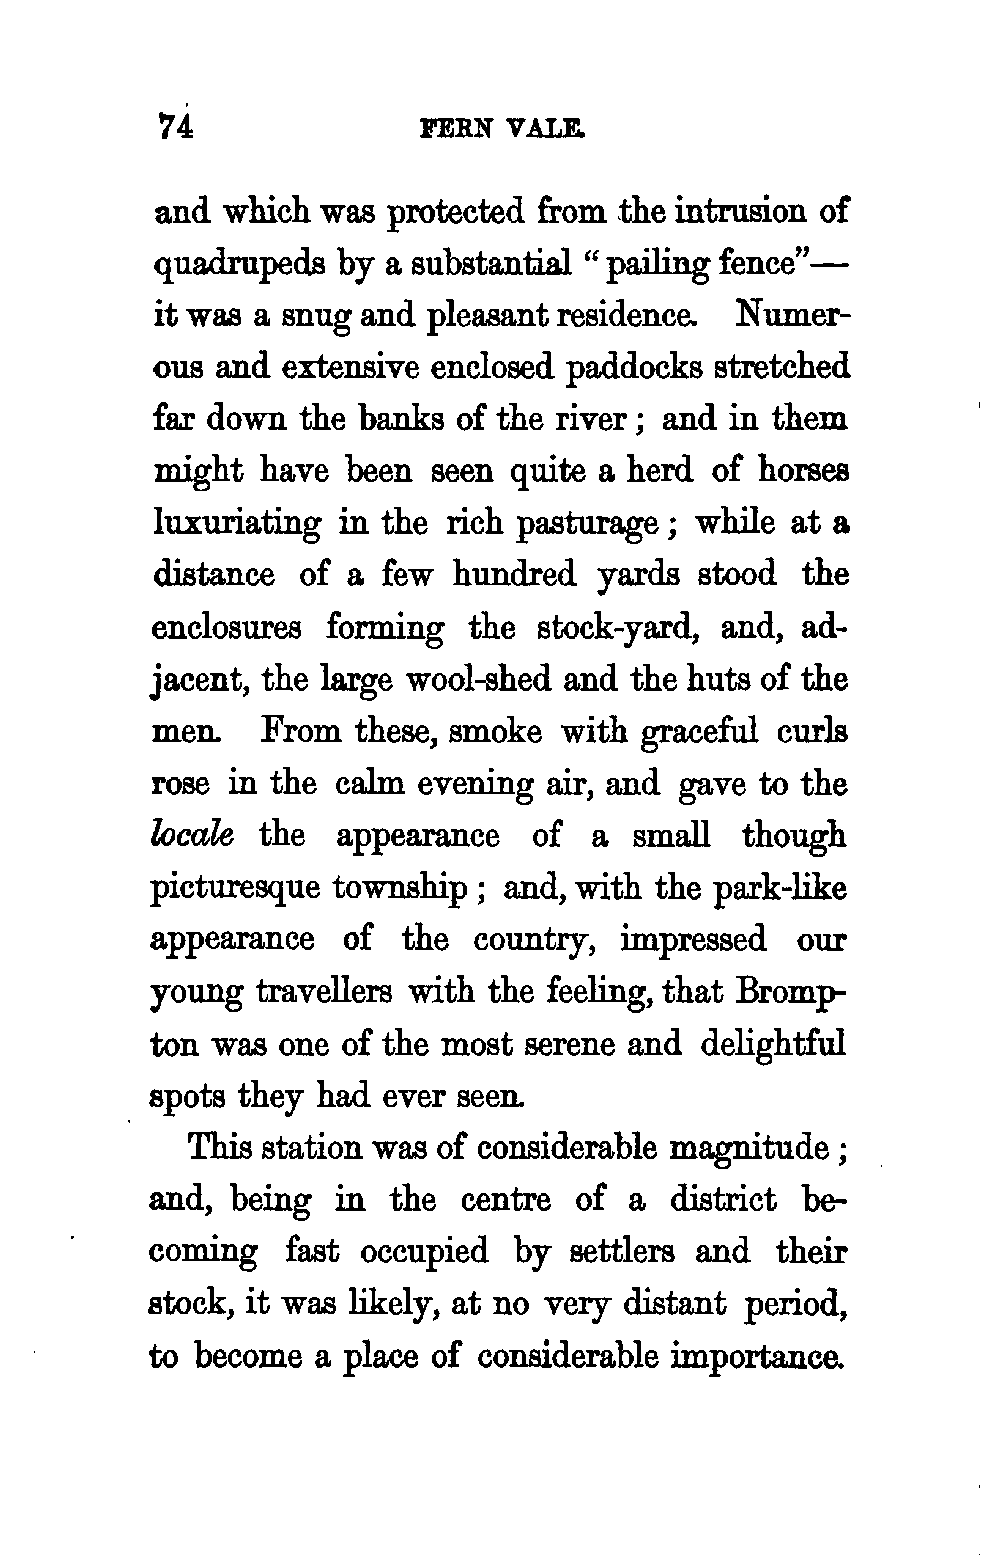 74 FERN VALE.
and which was protected from the intrusion of
quadrupeds by a substantial “pailing fence”—
it was a snug and pleasant residence. Numer-
ous and extensive enclosed paddocks stretched
far down the banks of the river; and in them
might have been seen quite a herd of horses
luxuriating in the rich pasturage; while at a
distance of a few hundred yards stood the
enclosures forming the stock-yard, and, ad-
jacent, the large wool-shed and the huts of the
men. From these, smoke with graceful curls
rose in the calm evening air, and gave to the
locale the appearance of a small though
picturesque township; and, with the park-like
appearance of the country, impressed our
young travellers with the feeling, that Bromp-
ton was one of the most serene and delightful
spots they had ever seen.
This station was of considerable magnitude;
and, being in the centre of a district be-
coming fast occupied by settlers and their
stock, it was likely, at no very distant period,
to become a place of considerable importance.